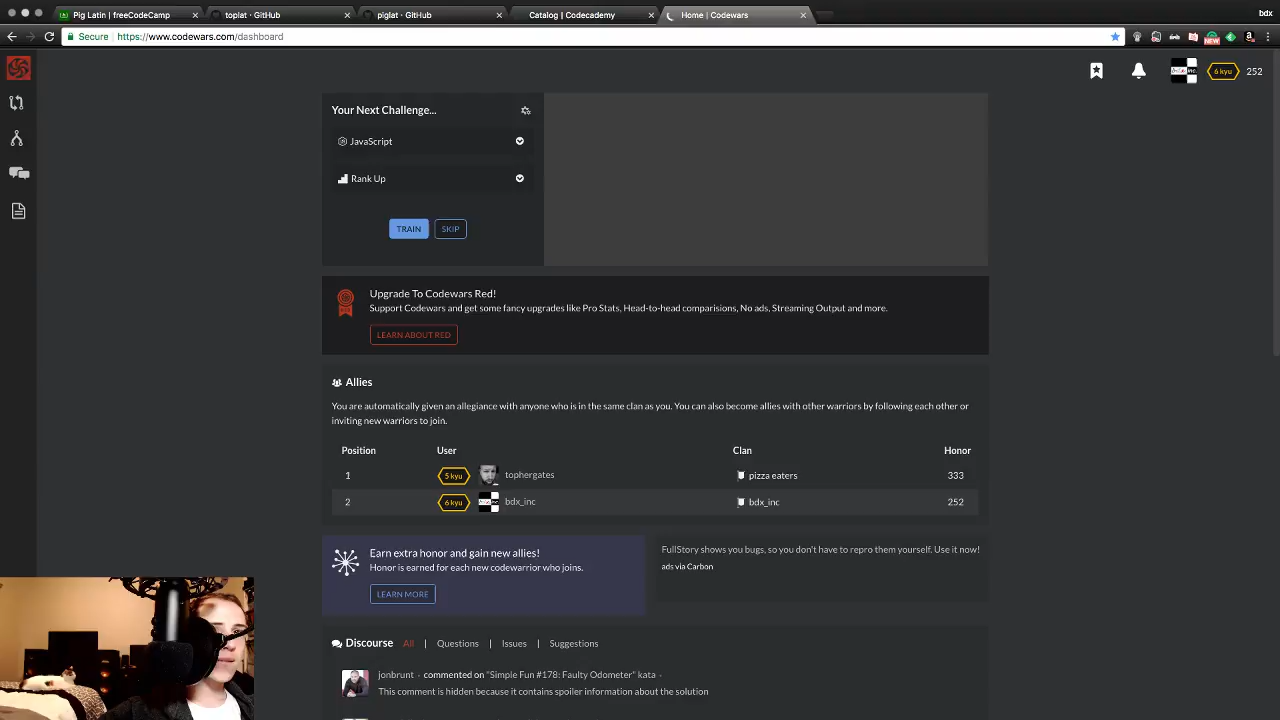 Pig Latin | freeCodeCamp
toplat · GitHub
piglat · GitHub
Catalog | Codecademy
Home | Codewars
bdx
Secure
https://www.codewars.com/dashboard
NEW
6 kyu
252
Your Next Challenge...
JavaScript
Rank Up
TRAIN
SKIP
Upgrade To Codewars Red!
Support Codewars and get some fancy upgrades like Pro Stats, Head-to-head comparisions, No ads, Streaming Output and more.
LEARN ABOUT RED
Allies
You are automatically given an allegiance with anyone who is in the same clan as you. You can also become allies with other warriors by following each other or
inviting new warriors to join.
Position User Clan Honor
1 5 kyu tophergates pizza eaters 333
2 6 kyu bdx_inc bdx_inc 252
Earn extra honor and gain new allies!
Honor is earned for each new codewarrior who joins.
LEARN MORE
FullStory shows you bugs, so you don't have to repro them yourself. Use it now!
ads via Carbon
Discourse All | Questions | Issues | Suggestions
jonbrunt · commented on "Simple Fun #178: Faulty Odometer" kata ·
This comment is hidden because it contains spoiler information about the solution